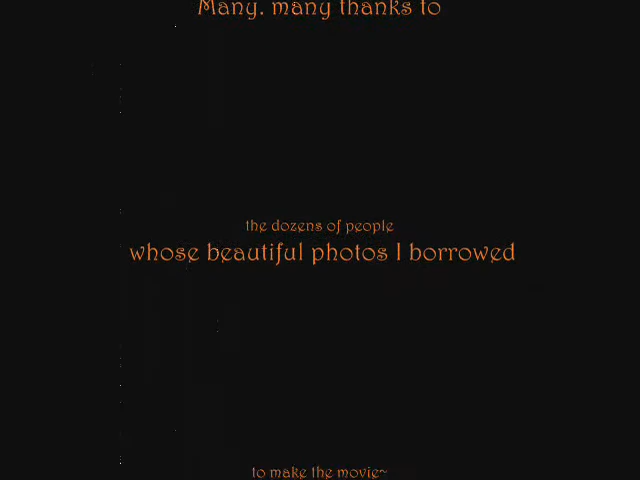 Many, many thanks to
the dozens of people
whose beautiful photos I borrowed
to make the movie~